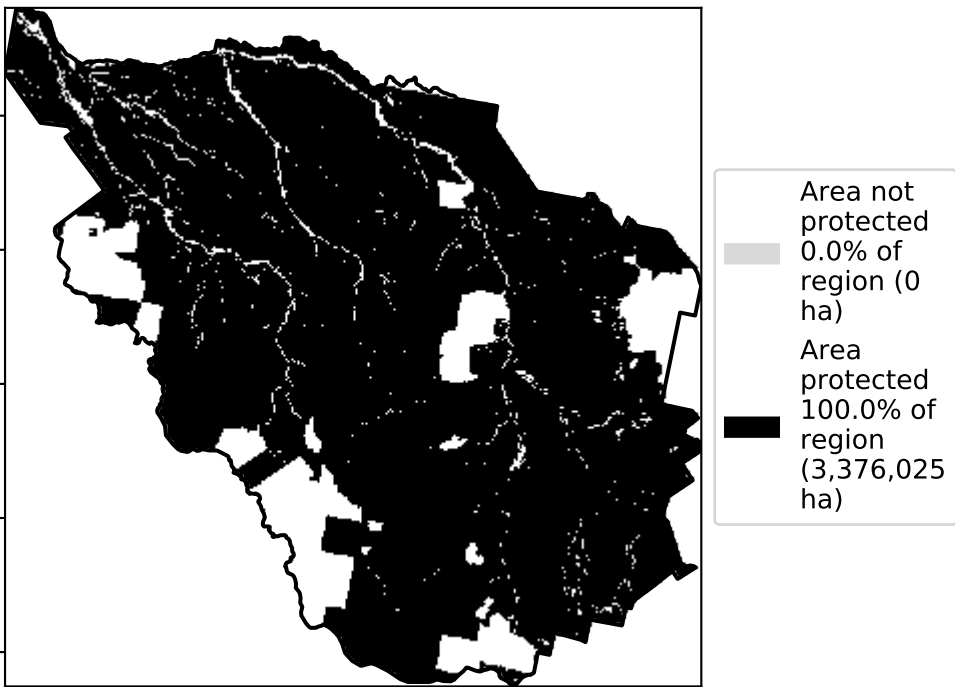 Area not
protected
0.0% of
region (0
ha)
Area
protected
100.0% of
region
(3,376,025
ha)